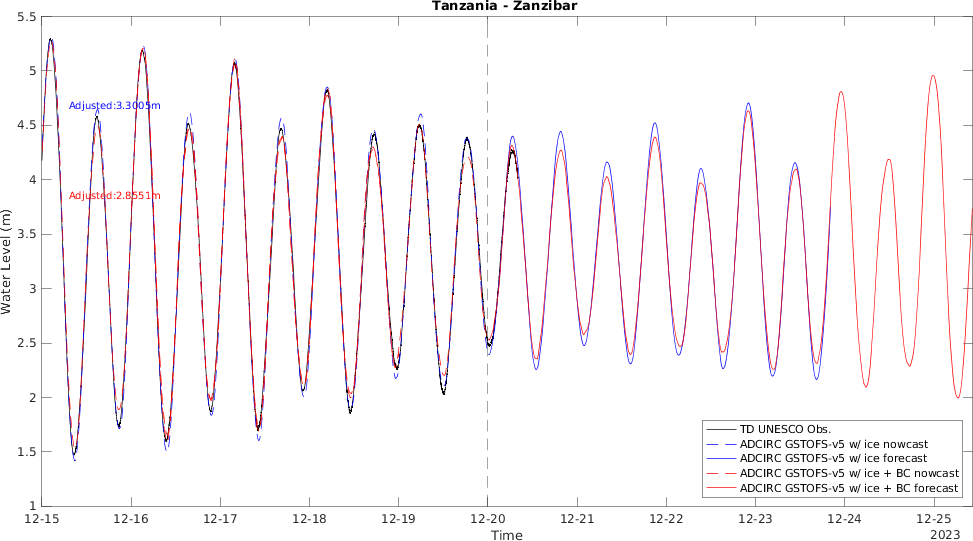 Tanzania - Zanzibar
5.5
5
4.5
4
3.5
3
2.5
2
1.5
1
Water Level (m)
Adjusted:3.3005m
Adjusted:2.8551m
TD UNESCO Obs.
ADCIRC GSTOFS-v5 w/ ice nowcast
ADCIRC GSTOFS-v5 w/ ice forecast
ADCIRC GSTOFS-v5 w/ ice + BC nowcast
ADCIRC GSTOFS-v5 w/ ice + BC forecast
12-15 12-16 12-17 12-18 12-19 12-20 12-21 12-22 12-23 12-24 12-25
Time
2023